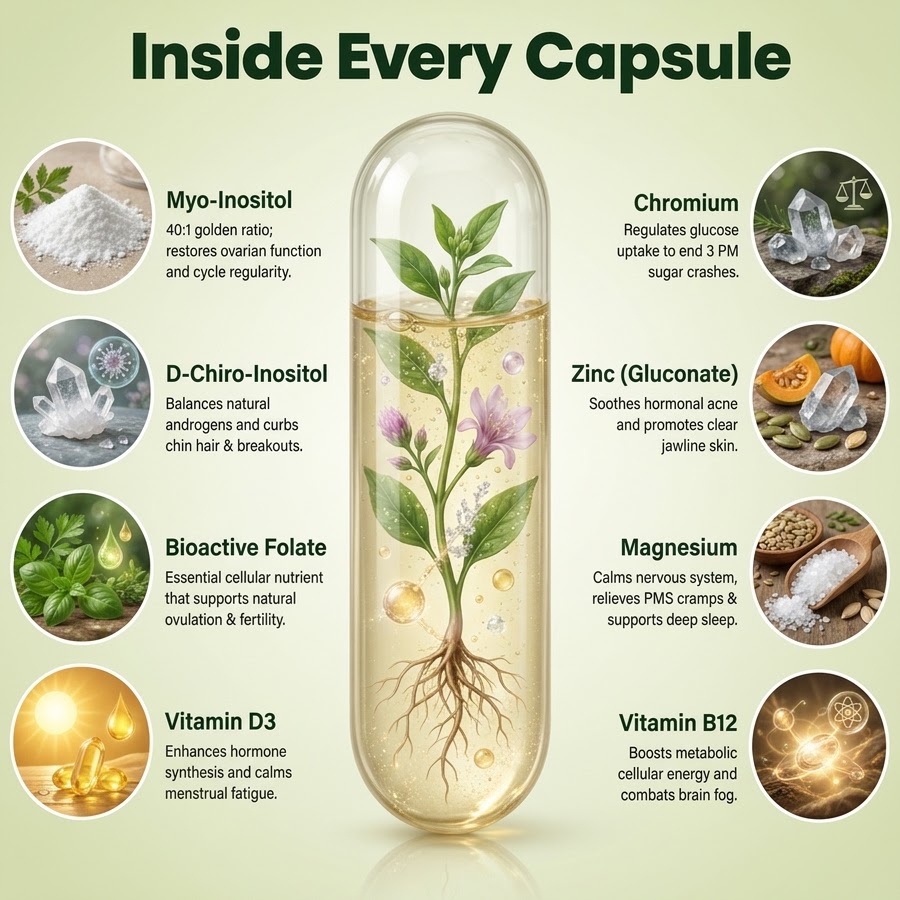 Inside Every Capsule
Myo-Inositol
40:1 golden ratio;
restores ovarian function
and cycle regularity.
D-Chiro-Inositol
Balances natural
androgens and curbs
chin hair & breakouts.
Bioactive Folate
Essential cellular nutrient
that supports natural
ovulation & fertility.
Vitamin D3
Enhances hormone
synthesis and calms
menstrual fatigue.
Chromium
Regulates glucose
uptake to end 3 PM
sugar crashes.
Zinc (Gluconate)
Soothes hormonal acne
and promotes clear
jawline skin.
Magnesium
Calms nervous system,
relieves PMS cramps &
supports deep sleep.
Vitamin B12
Boosts metabolic
cellular energy and
combats brain fog.